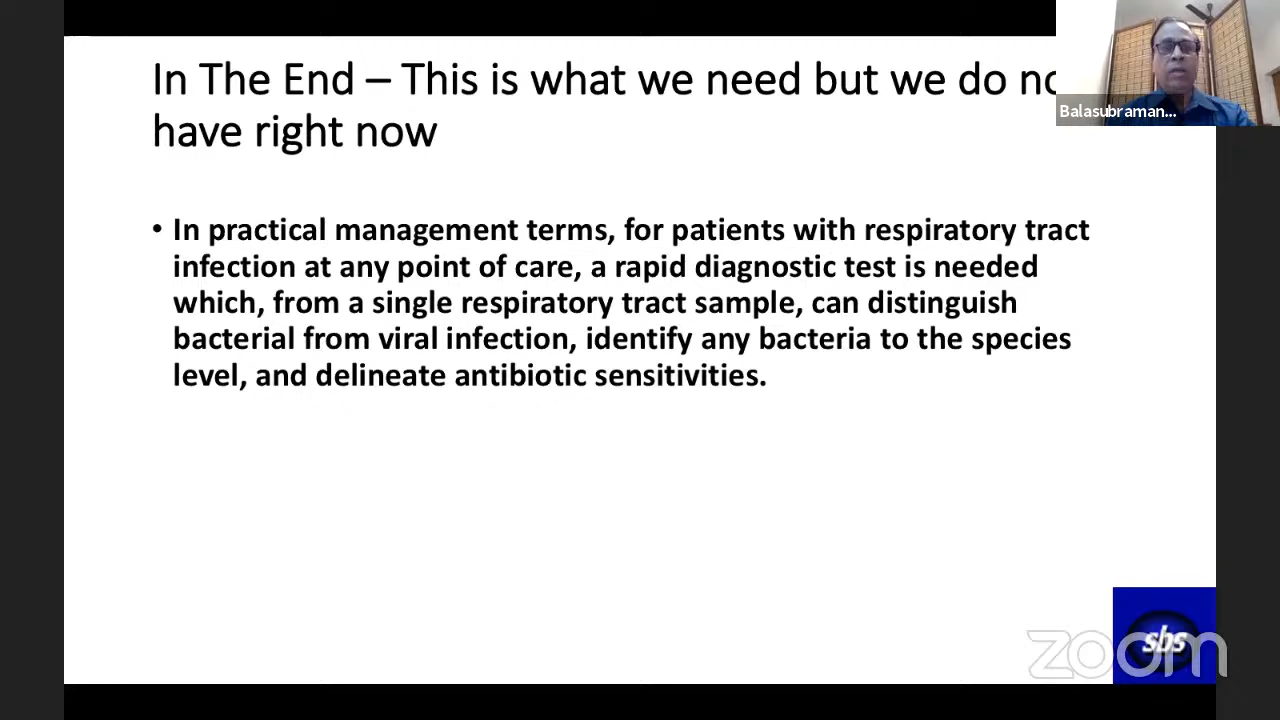 In The End – This is what we need but we do no
have right now
Balasubraman...
• In practical management terms, for patients with respiratory tract
infection at any point of care, a rapid diagnostic test is needed
which, from a single respiratory tract sample, can distinguish
bacterial from viral infection, identify any bacteria to the species
level, and delineate antibiotic sensitivities.
sbs
zoom